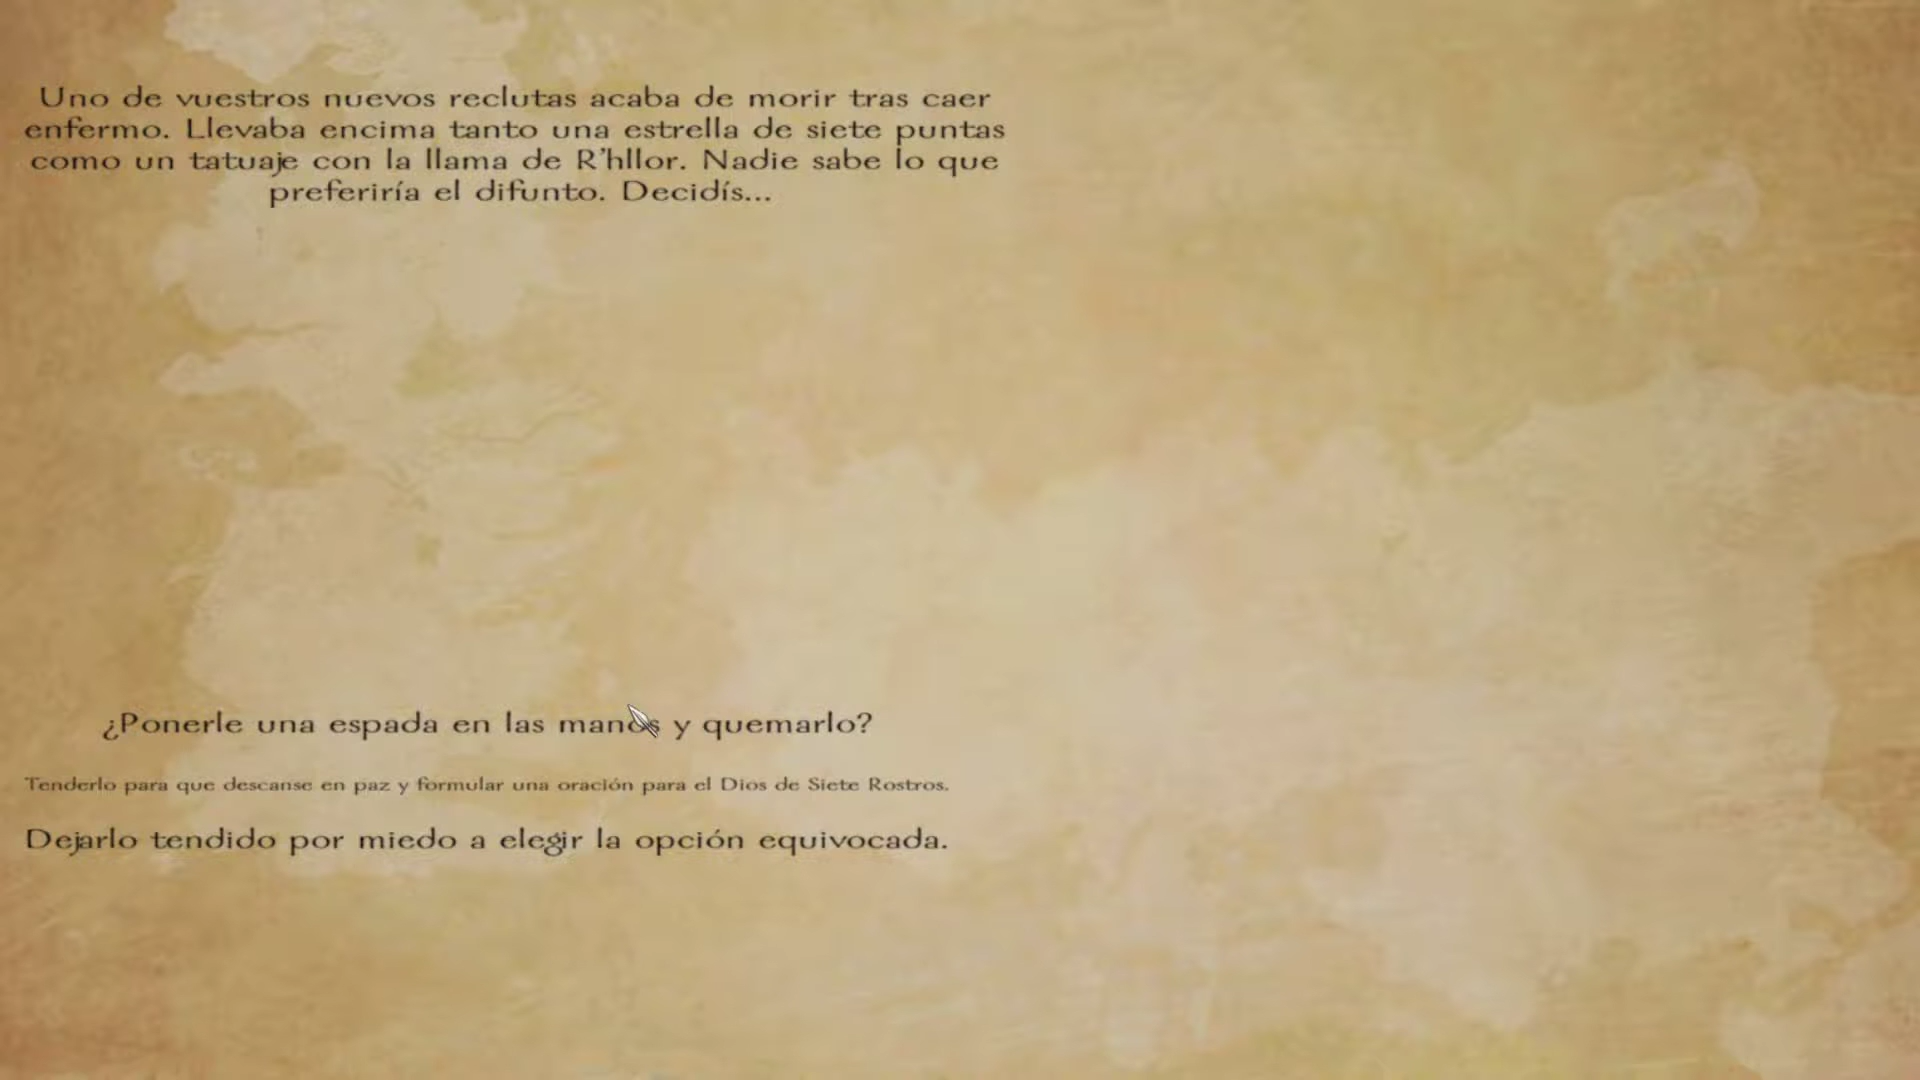 Uno de vuestros nuevos reclutas acaba de morir tras caer
enfermo. Llevaba encima tanto una estrella de siete puntas
como un tatuaje con la llama de R'hllor. Nadie sabe lo que
preferiría el difunto. Decidís...
¿Ponerle una espada en las manos y quemarlo?
Tenderlo para que descanse en paz y formular una oración para el Dios de Siete Rostros.
Dejarlo tendido por miedo a elegir la opción equivocada.